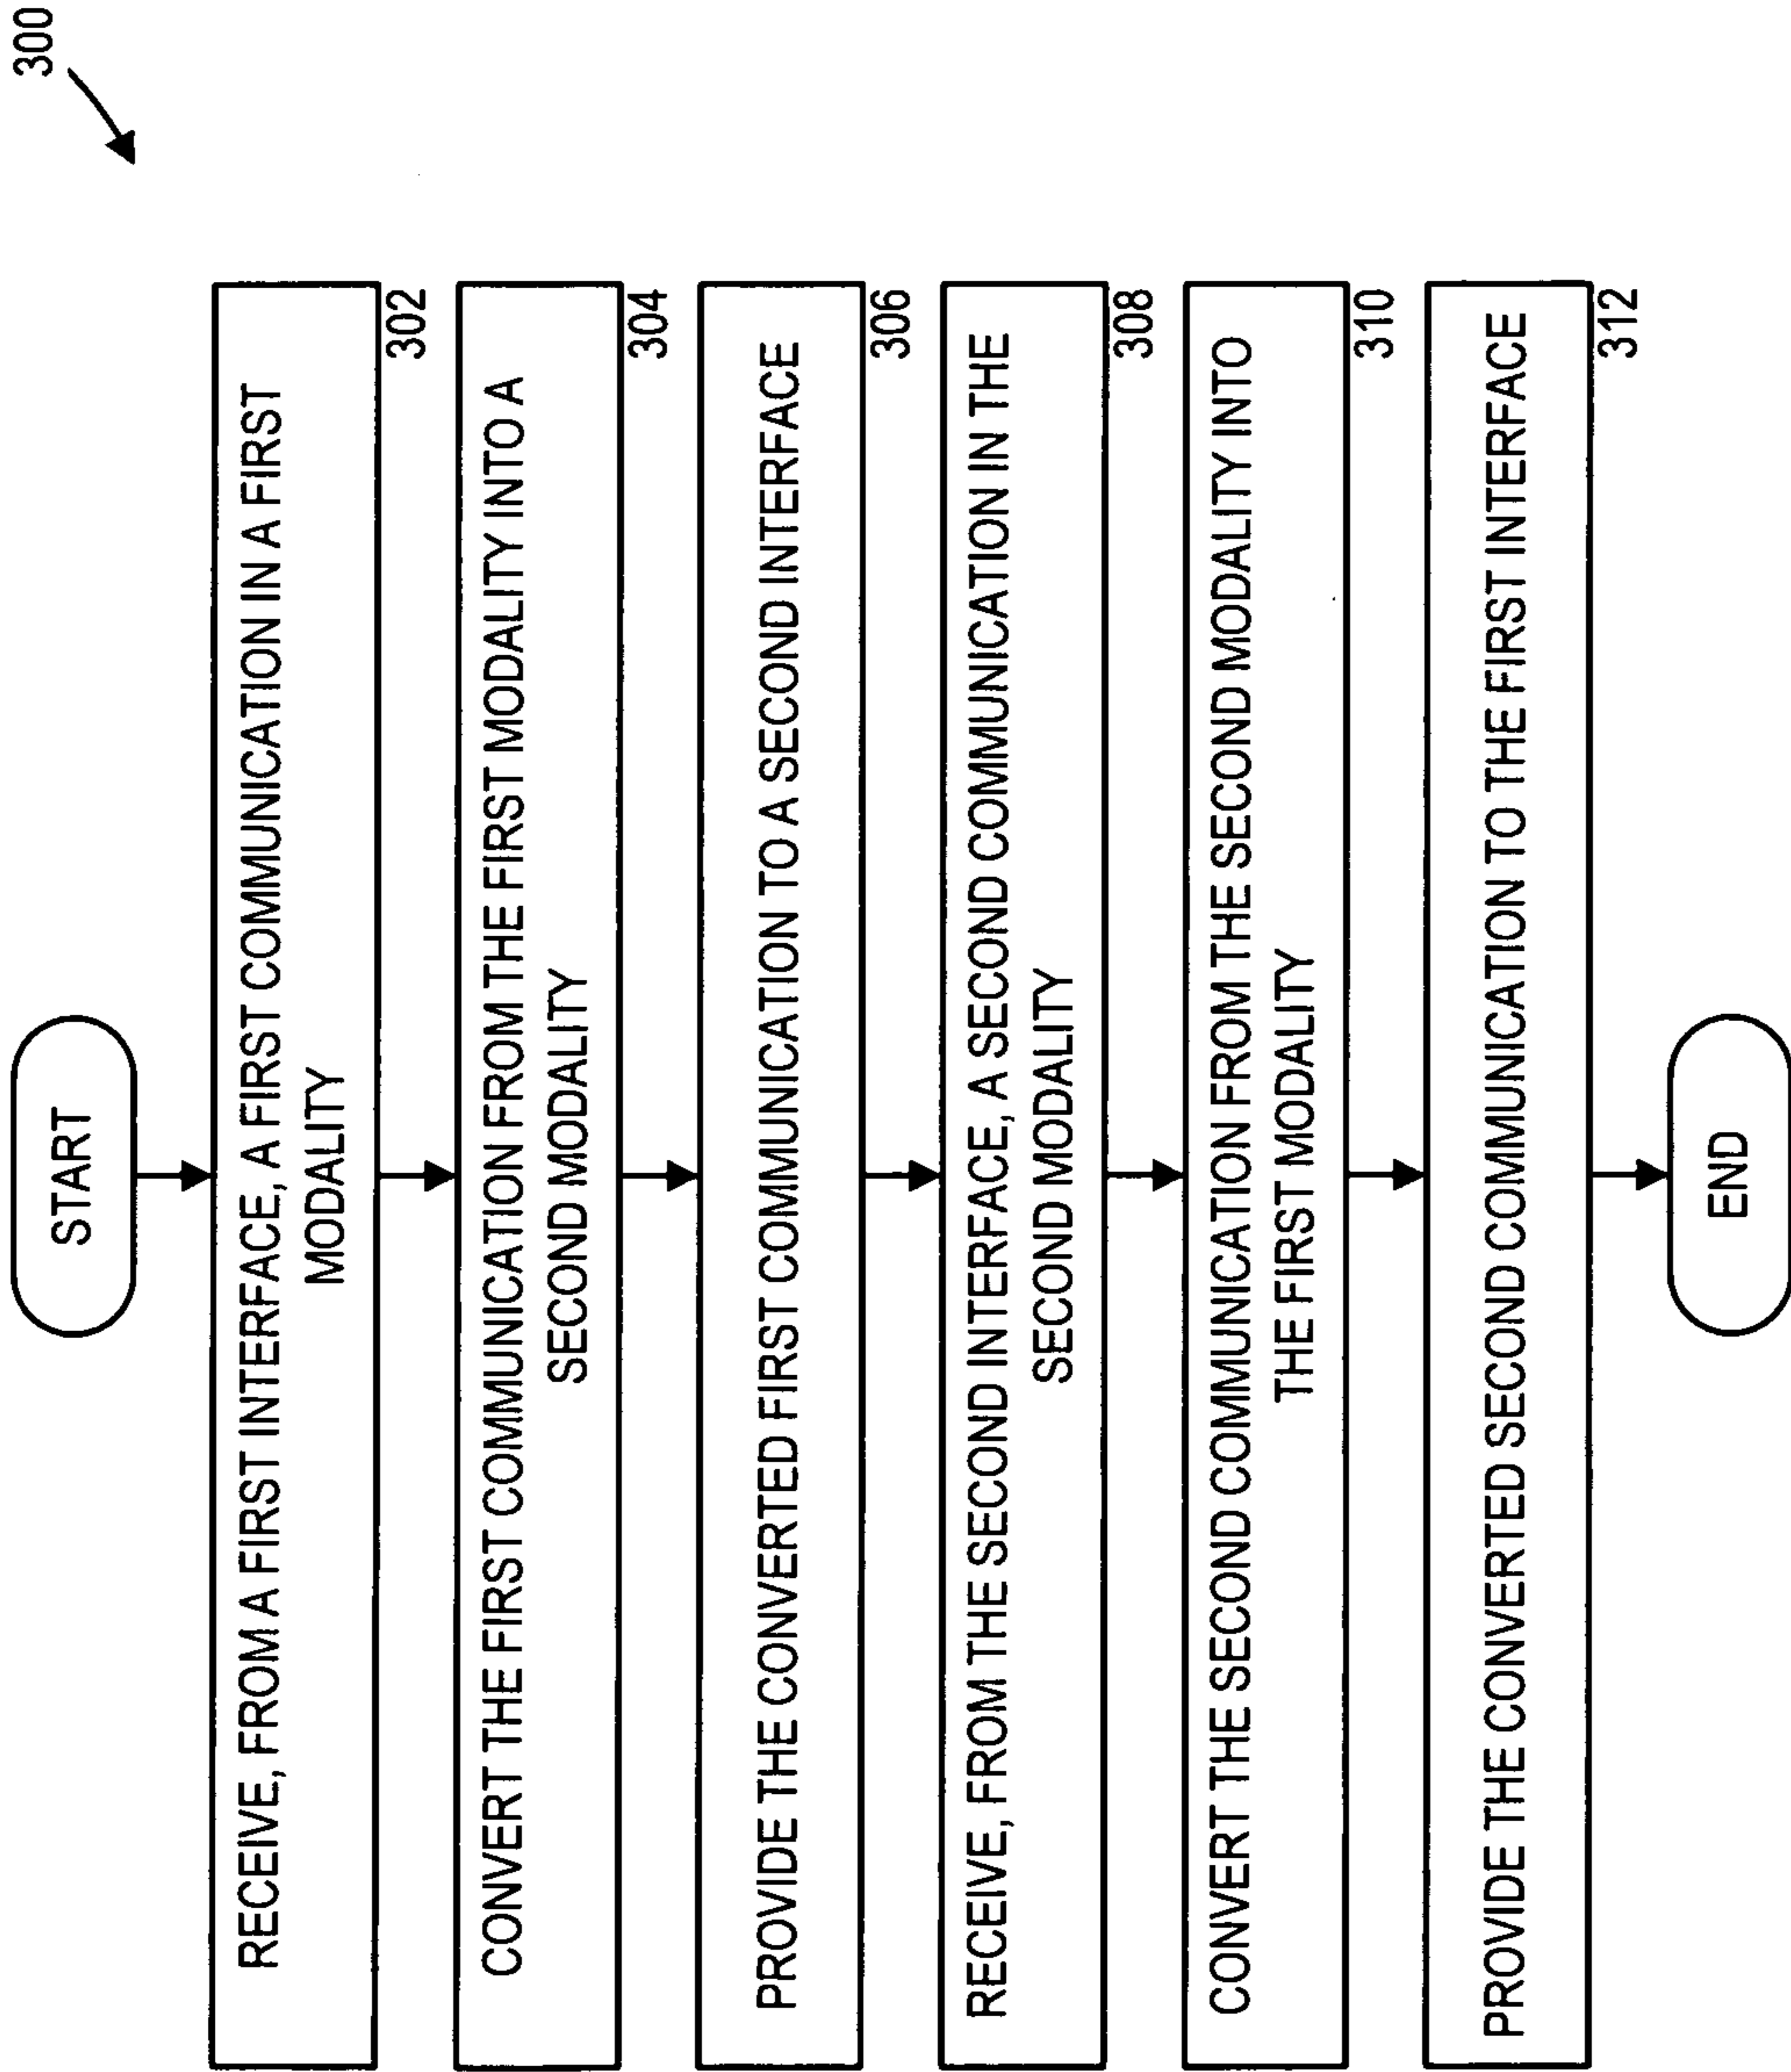 300
START
RECEIVE, FROM A FIRST INTERFACE, A FIRST COMMUNICATION IN A FIRST
MODALITY
302
CONVERT THE FIRST COMMUNICATION FROM THE FIRST MODALITY INTO A
SECOND MODALITY
304
PROVIDE THE CONVERTED FIRST COMMUNICATION TO A SECOND INTERFACE
306
RECEIVE, FROM THE SECOND INTERFACE, A SECOND COMMUNICATION IN THE
SECOND MODALITY
308
CONVERT THE SECOND COMMUNICATION FROM THE SECOND MODALITY INTO
THE FIRST MODALITY
310
PROVIDE THE CONVERTED SECOND COMMUNICATION TO THE FIRST INTERFACE
312
END